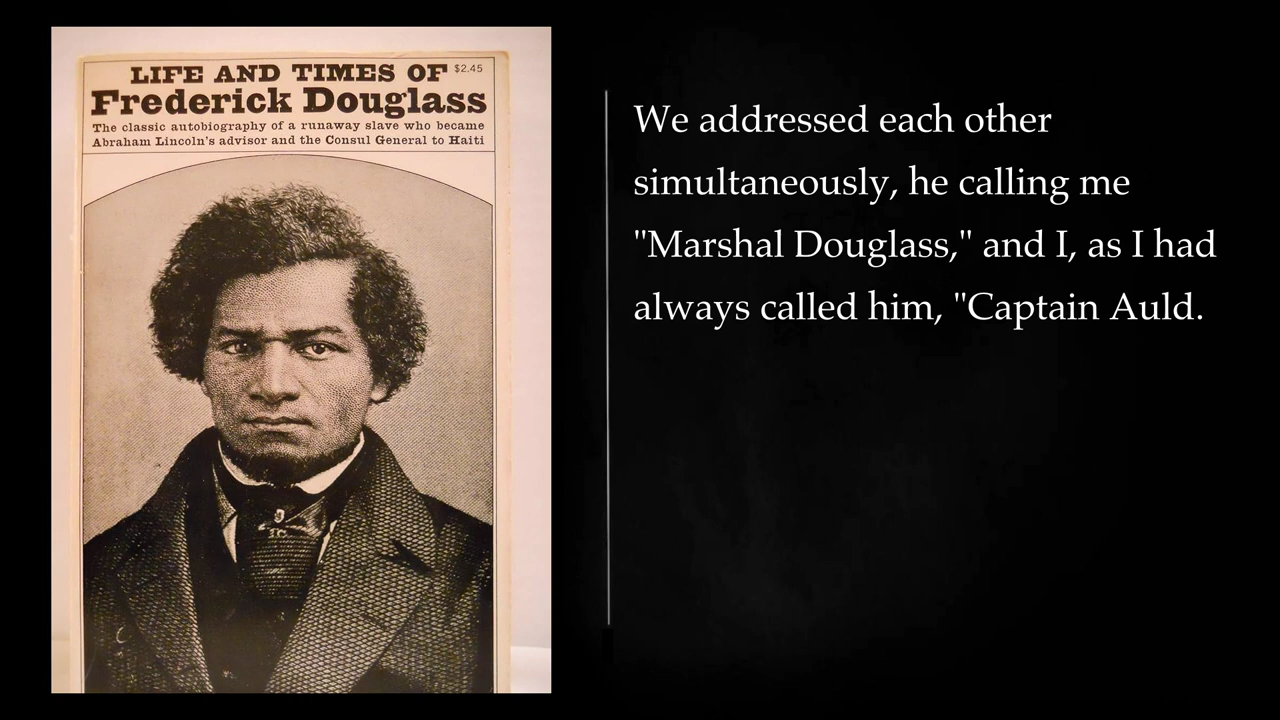 LIFE AND TIMES OF $2.45
Frederick Douglass
The classic autobiography of a runaway slave who became
Abraham Lincoln's advisor and the Consul General to Haiti
We addressed each other
simultaneously, he calling me
"Marshal Douglass," and I, as I had
always called him, "Captain Auld.